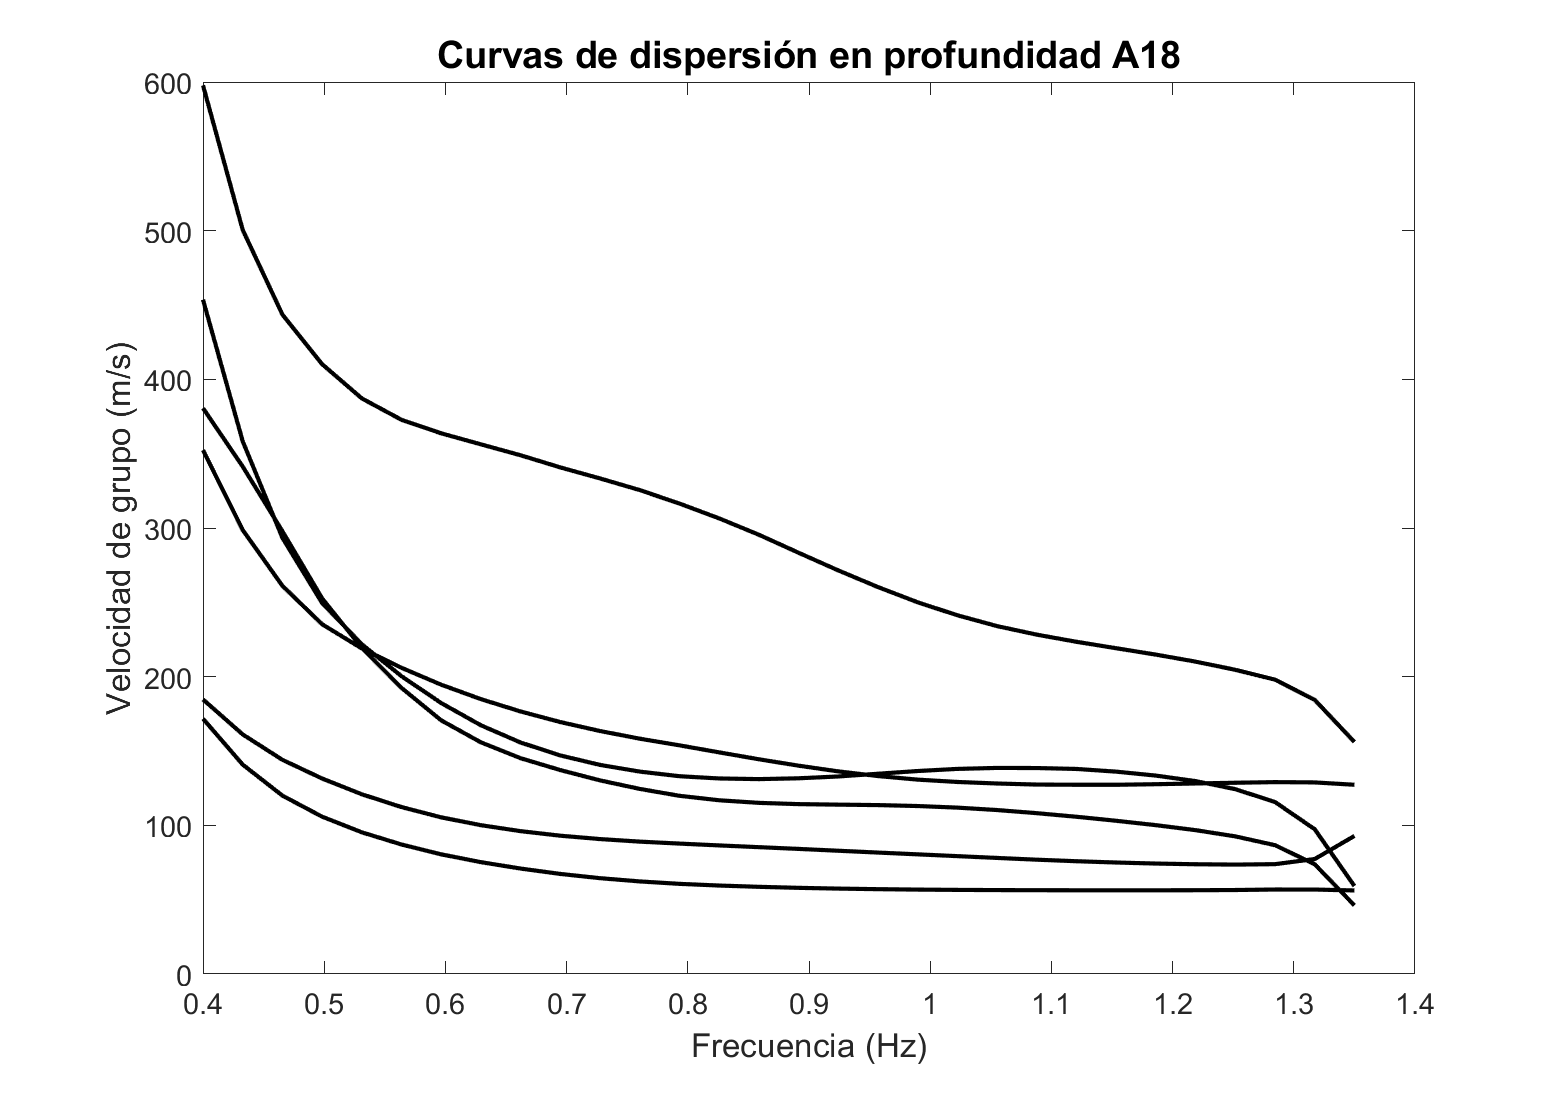 Curvas de dispersión en profundidad A18
600
500
400
300
200
100
0
Velocidad de grupo (m/s)
0.4 0.5 0.6 0.7 0.8 0.9 1 1.1 1.2 1.3 1.4
Frecuencia (Hz)